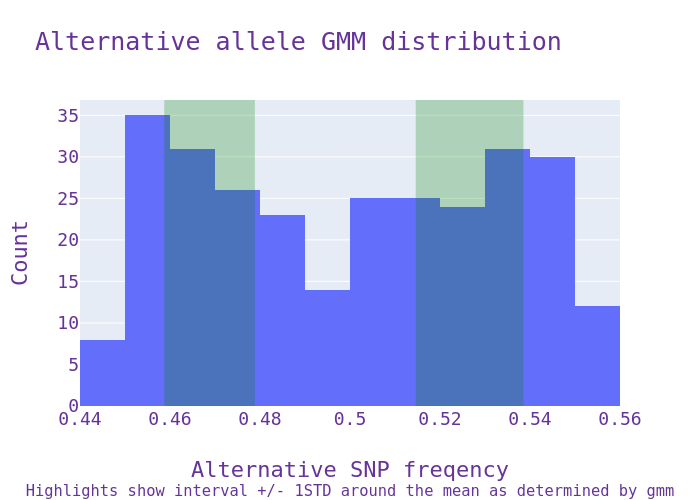 Alternative allele GMM distribution
Count
35
30
25
20
15
10
5
0
0.44 0.46 0.48 0.5 0.52 0.54 0.56
Alternative SNP freqency
Highlights show interval +/- 1STD around the mean as determined by gmm